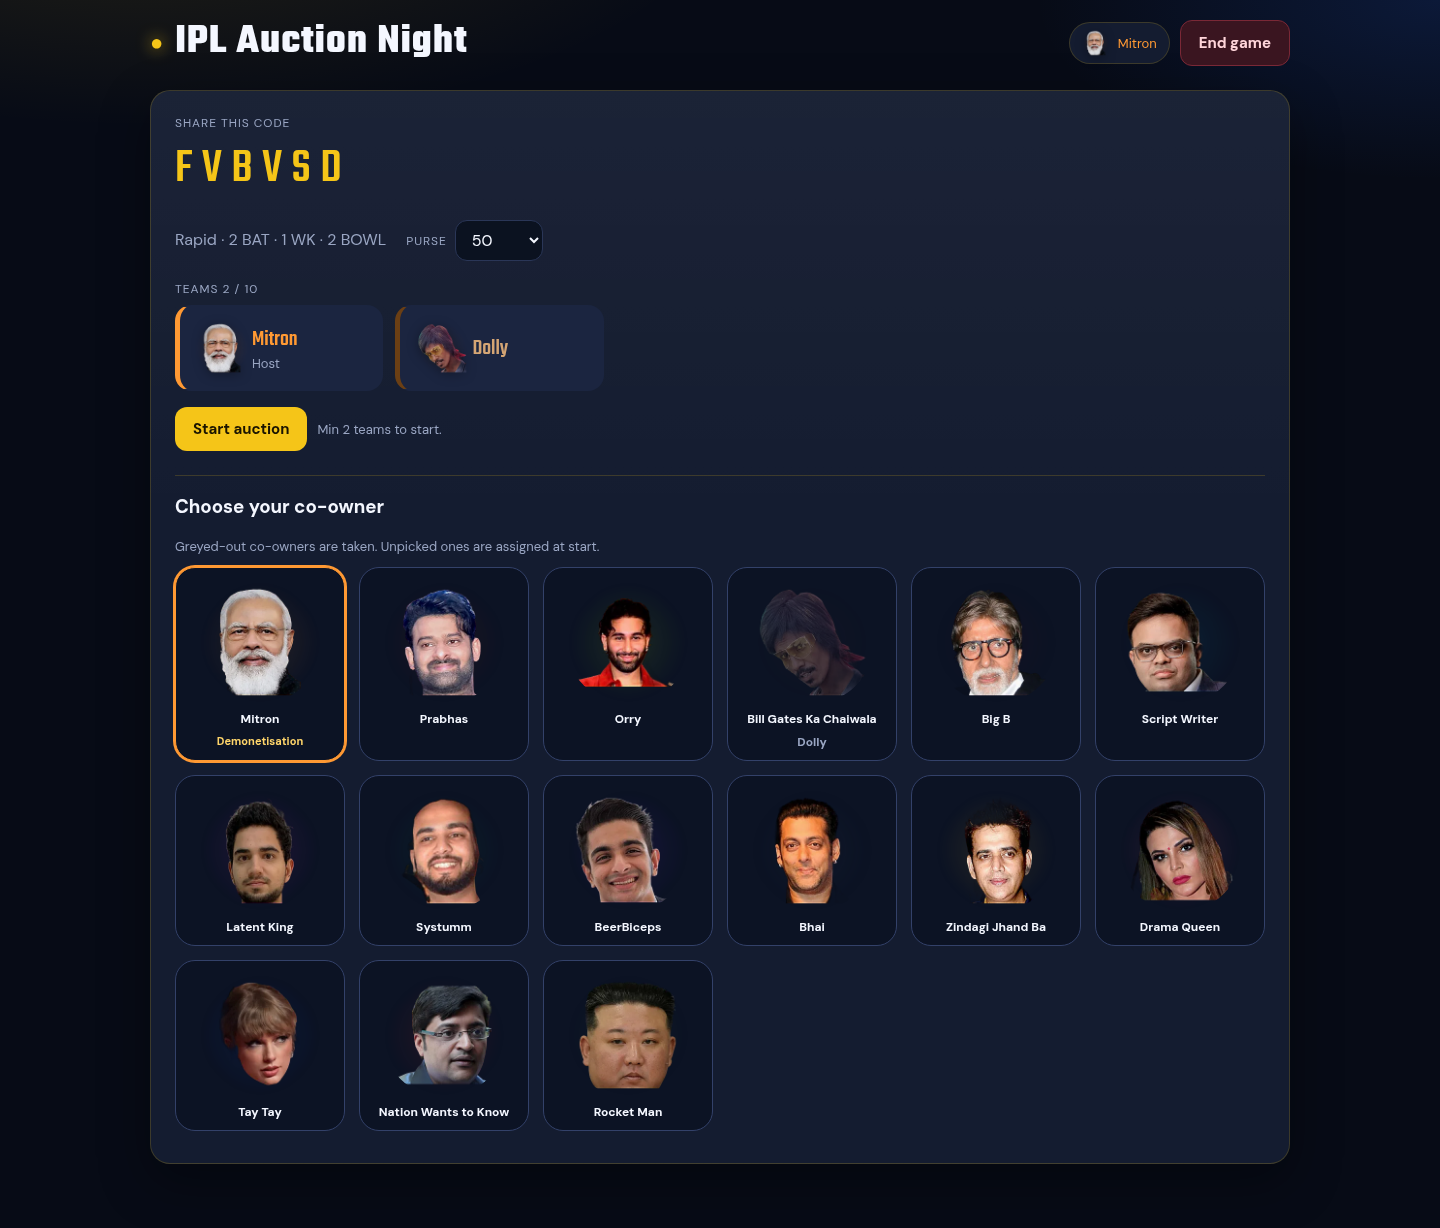 IPL Auction Night
Mitron
End game
SHARE THIS CODE
FVBVSD
Rapid · 2 BAT · 1 WK · 2 BOWL
PURSE
50
TEAMS 2 / 10
Mitron
Host
Dolly
Start auction
Min 2 teams to start.
Choose your co-owner
Greyed-out co-owners are taken. Unpicked ones are assigned at start.
Mitron
Demonetisation
Prabhas
Orry
Bill Gates Ka Chaiwala
Dolly
Big B
Script Writer
Latent King
Systumm
BeerBiceps
Bhai
Zindagi Jhand Ba
Drama Queen
Tay Tay
Nation Wants to Know
Rocket Man